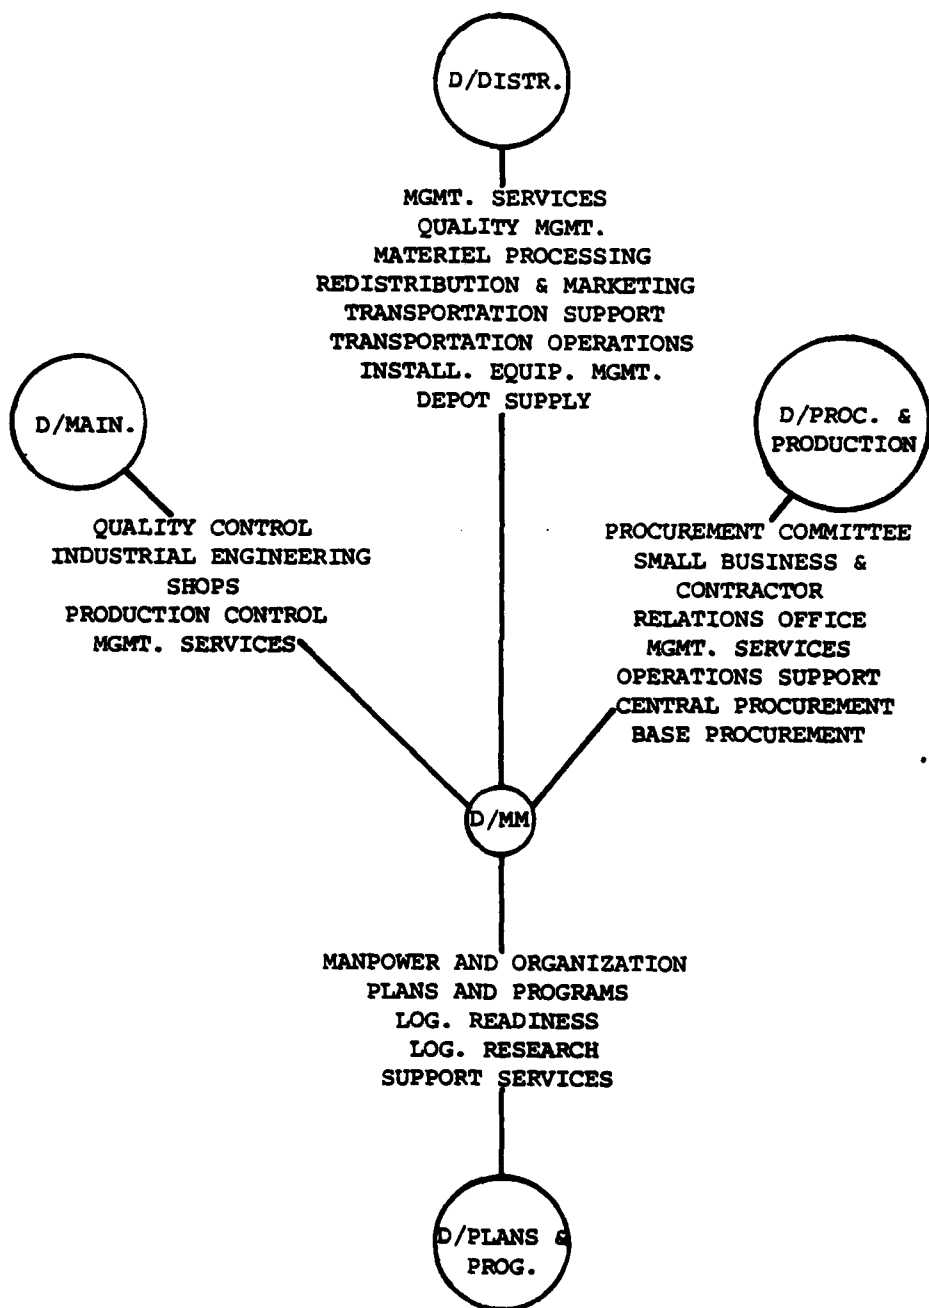 D/DISTR.
MGMT. SERVICES
QUALITY MGMT.
MATERIEL PROCESSING
REDISTRIBUTION & MARKETING
TRANSPORTATION SUPPORT
TRANSPORTATION OPERATIONS
INSTALL. EQUIP. MGMT.
DEPOT SUPPLY
D/MAIN.
QUALITY CONTROL
INDUSTRIAL ENGINEERING
SHOPS
PRODUCTION CONTROL
MGMT. SERVICES
D/PROC. &
PRODUCTION
PROCUREMENT COMMITTEE
SMALL BUSINESS &
CONTRACTOR
RELATIONS OFFICE
MGMT. SERVICES
OPERATIONS SUPPORT
CENTRAL PROCUREMENT
BASE PROCUREMENT
D/MM
MANPOWER AND ORGANIZATION
PLANS AND PROGRAMS
LOG. READINESS
LOG. RESEARCH
SUPPORT SERVICES
D/PLANS &
PROG.